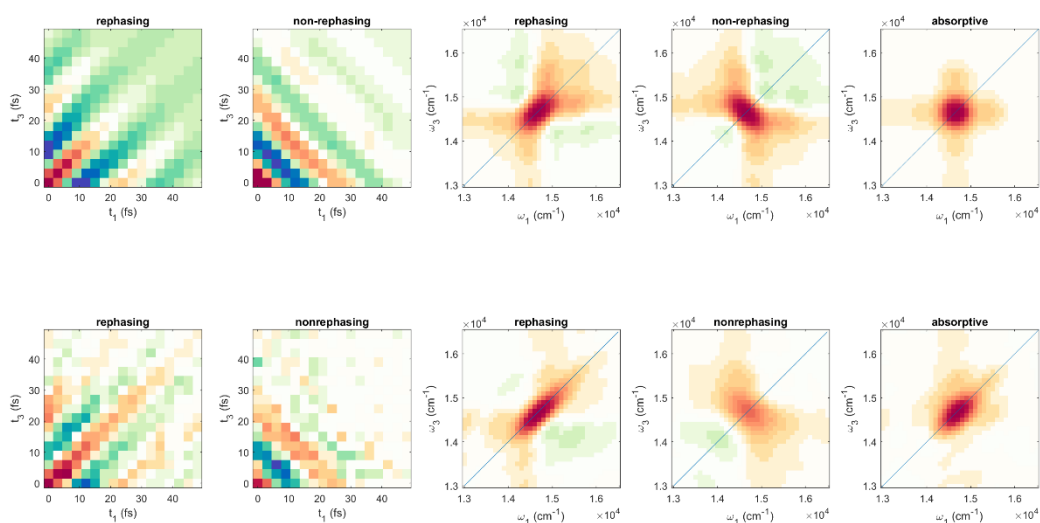 rephasing
non-rephasing
rephasing
non-rephasing
absorptive
×10⁴
×10⁴
×10⁴
40
30
20
10
0
t₃ (fs)
0 10 20 30 40
t₁ (fs)
40
30
20
10
0
t₃ (fs)
0 10 20 30 40
t₁ (fs)
1.6
1.5
1.4
1.3
ω₃ (cm⁻¹)
1.3 1.4 1.5 1.6
ω₁ (cm⁻¹)
×10⁴
1.6
1.5
1.4
1.3
ω₃ (cm⁻¹)
1.3 1.4 1.5 1.6
ω₁ (cm⁻¹)
×10⁴
1.6
1.5
1.4
1.3
ω₃ (cm⁻¹)
1.3 1.4 1.5 1.6
ω₁ (cm⁻¹)
×10⁴
rephasing
nonrephasing
rephasing
nonrephasing
absorptive
×10⁴
×10⁴
×10⁴
40
30
20
10
0
t₃ (fs)
0 10 20 30 40
t₁ (fs)
40
30
20
10
0
t₃ (fs)
0 10 20 30 40
t₁ (fs)
1.6
1.5
1.4
1.3
ω₃ (cm⁻¹)
1.3 1.4 1.5 1.6
ω₁ (cm⁻¹)
×10⁴
1.6
1.5
1.4
1.3
ω₃ (cm⁻¹)
1.3 1.4 1.5 1.6
ω₁ (cm⁻¹)
×10⁴
1.6
1.5
1.4
1.3
ω₃ (cm⁻¹)
1.3 1.4 1.5 1.6
ω₁ (cm⁻¹)
×10⁴